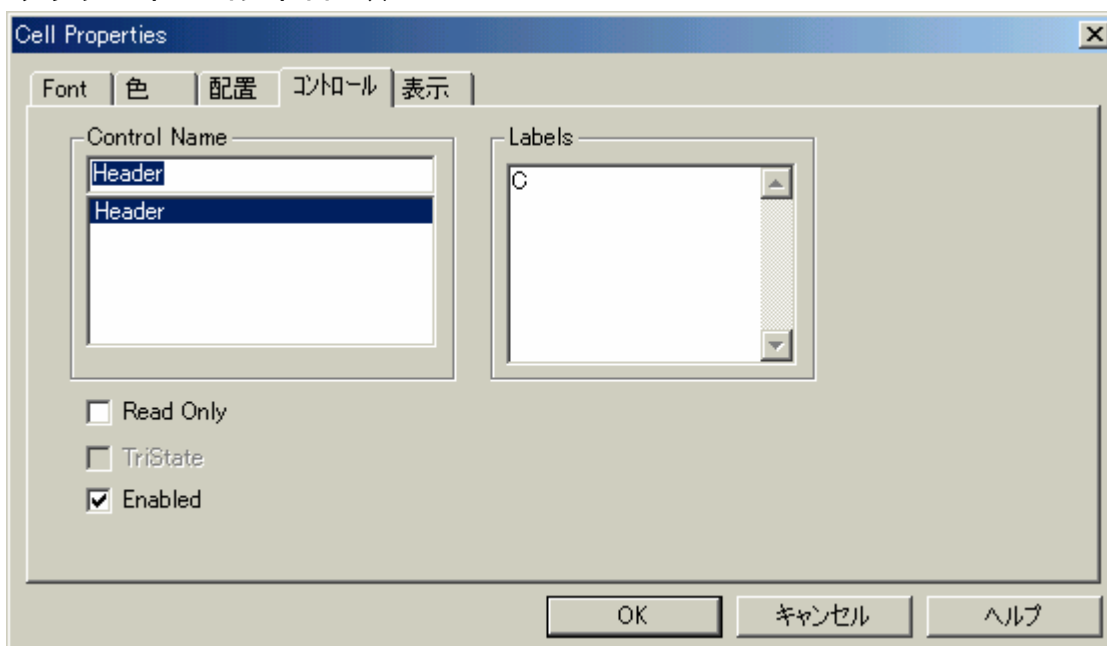 Cell Properties
Font 色 配置 コントロール 表示
Control Name
Header
Header
Labels
C
Read Only
TriState
Enabled
OK キャンセル ヘルプ